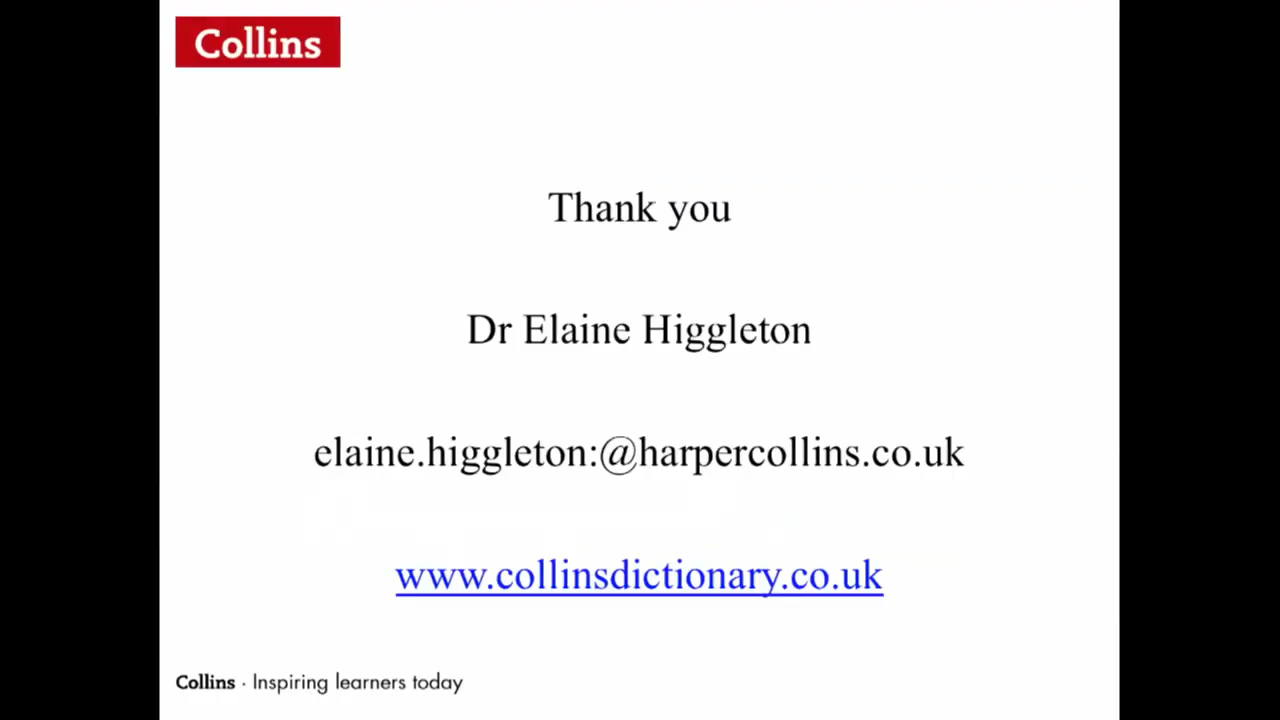 Collins
Thank you
Dr Elaine Higgleton
elaine.higgleton:@harpercollins.co.uk
www.collinsdictionary.co.uk
Collins · Inspiring learners today